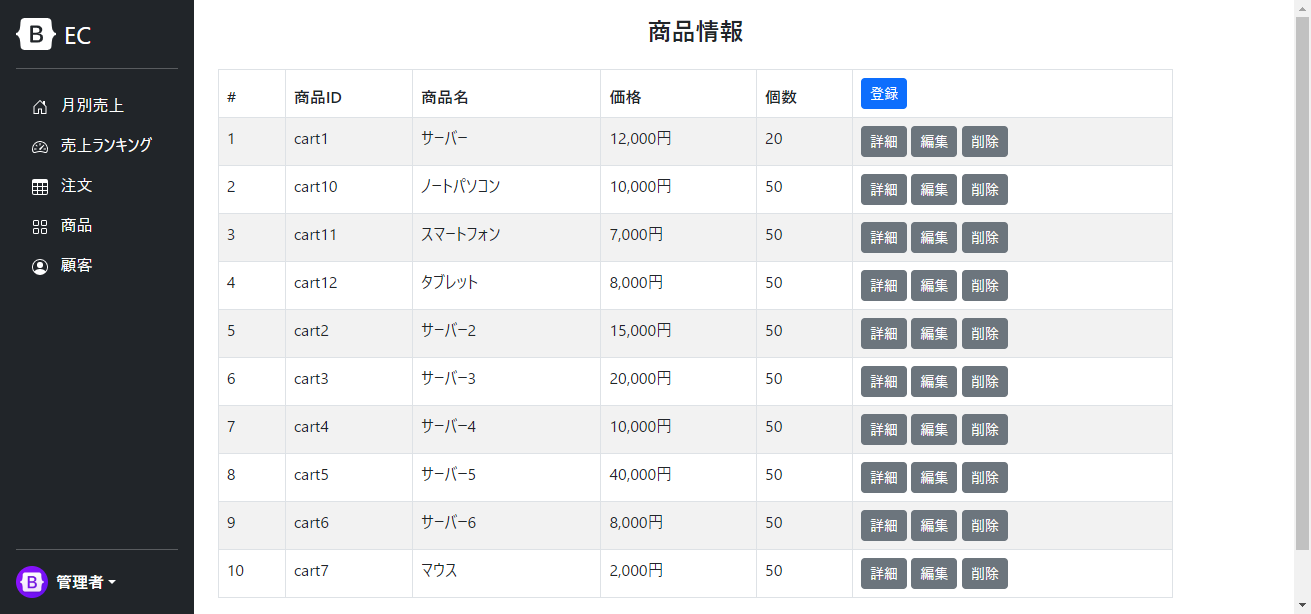 B EC
月別売上
売上ランキング
注文
商品
顧客
B 管理者
商品情報
# 商品ID 商品名 価格 個数 登録
1 cart1 サーバー 12,000円 20 詳細 編集 削除
2 cart10 ノートパソコン 10,000円 50 詳細 編集 削除
3 cart11 スマートフォン 7,000円 50 詳細 編集 削除
4 cart12 タブレット 8,000円 50 詳細 編集 削除
5 cart2 サーバー2 15,000円 50 詳細 編集 削除
6 cart3 サーバー3 20,000円 50 詳細 編集 削除
7 cart4 サーバー4 10,000円 50 詳細 編集 削除
8 cart5 サーバー5 40,000円 50 詳細 編集 削除
9 cart6 サーバー6 8,000円 50 詳細 編集 削除
10 cart7 マウス 2,000円 50 詳細 編集 削除